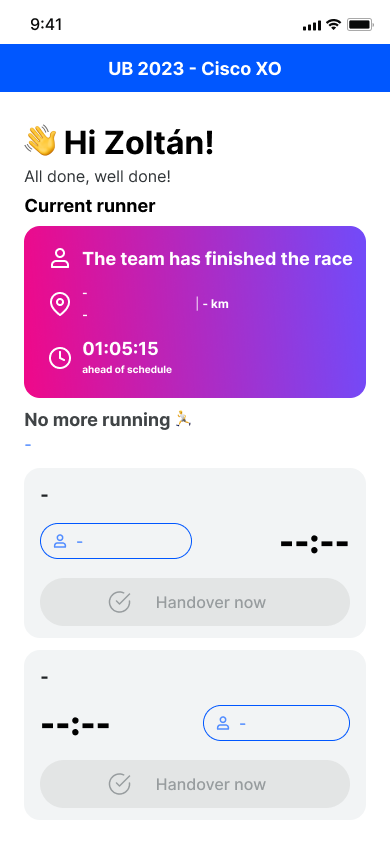 9:41
UB 2023 - Cisco XO
👋 Hi Zoltán!
All done, well done!
Current runner
The team has finished the race
-
| - km
-
01:05:15
ahead of schedule
No more running 🏃
-
-
-
--:--
Handover now
-
--:--
-
Handover now